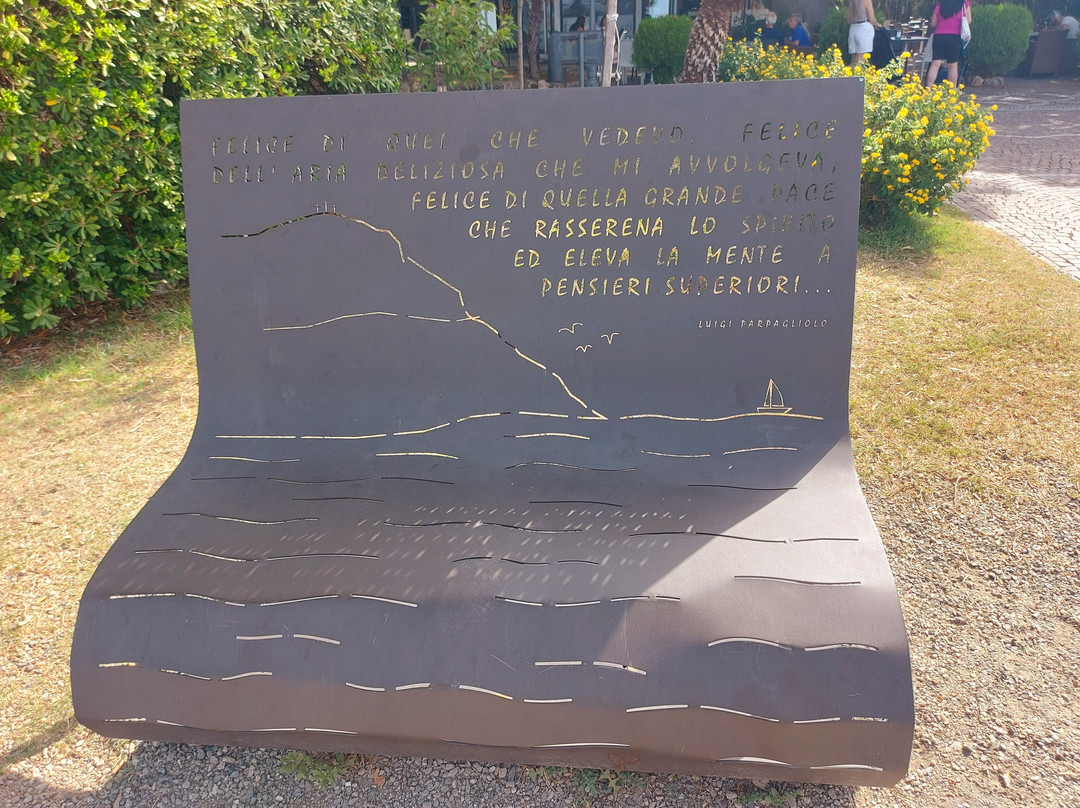 FELICE DI QUEL CHE VEDEVO, FELICE
DELL' ARIA DELIZIOSA CHE MI AVVOLGEVA,
FELICE DI QUELLA GRANDE PACE
CHE RASSERENA LO SPIRITO
ED ELEVA LA MENTE A
PENSIERI SUPERIORI...
LUIGI PARPAGLIOLO